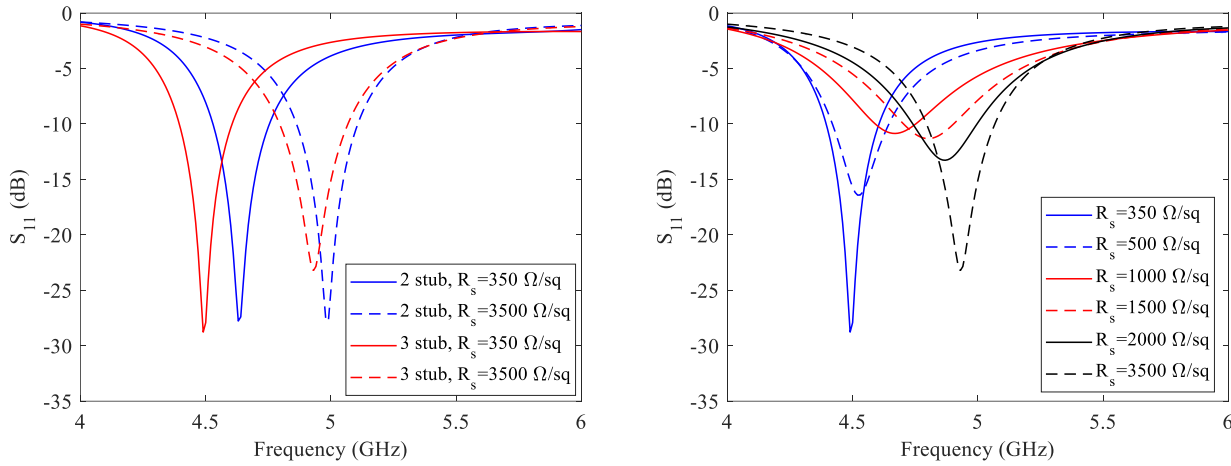 0
-5
-10
-15
-20
-25
-30
-35
S11 (dB)
4
4.5
5
5.5
6
Frequency (GHz)
2 stub, Rs=350 Ω/sq
2 stub, Rs=3500 Ω/sq
3 stub, Rs=350 Ω/sq
3 stub, Rs=3500 Ω/sq
0
-5
-10
-15
-20
-25
-30
-35
S11 (dB)
4
4.5
5
5.5
6
Frequency (GHz)
Rs=350 Ω/sq
Rs=500 Ω/sq
Rs=1000 Ω/sq
Rs=1500 Ω/sq
Rs=2000 Ω/sq
Rs=3500 Ω/sq